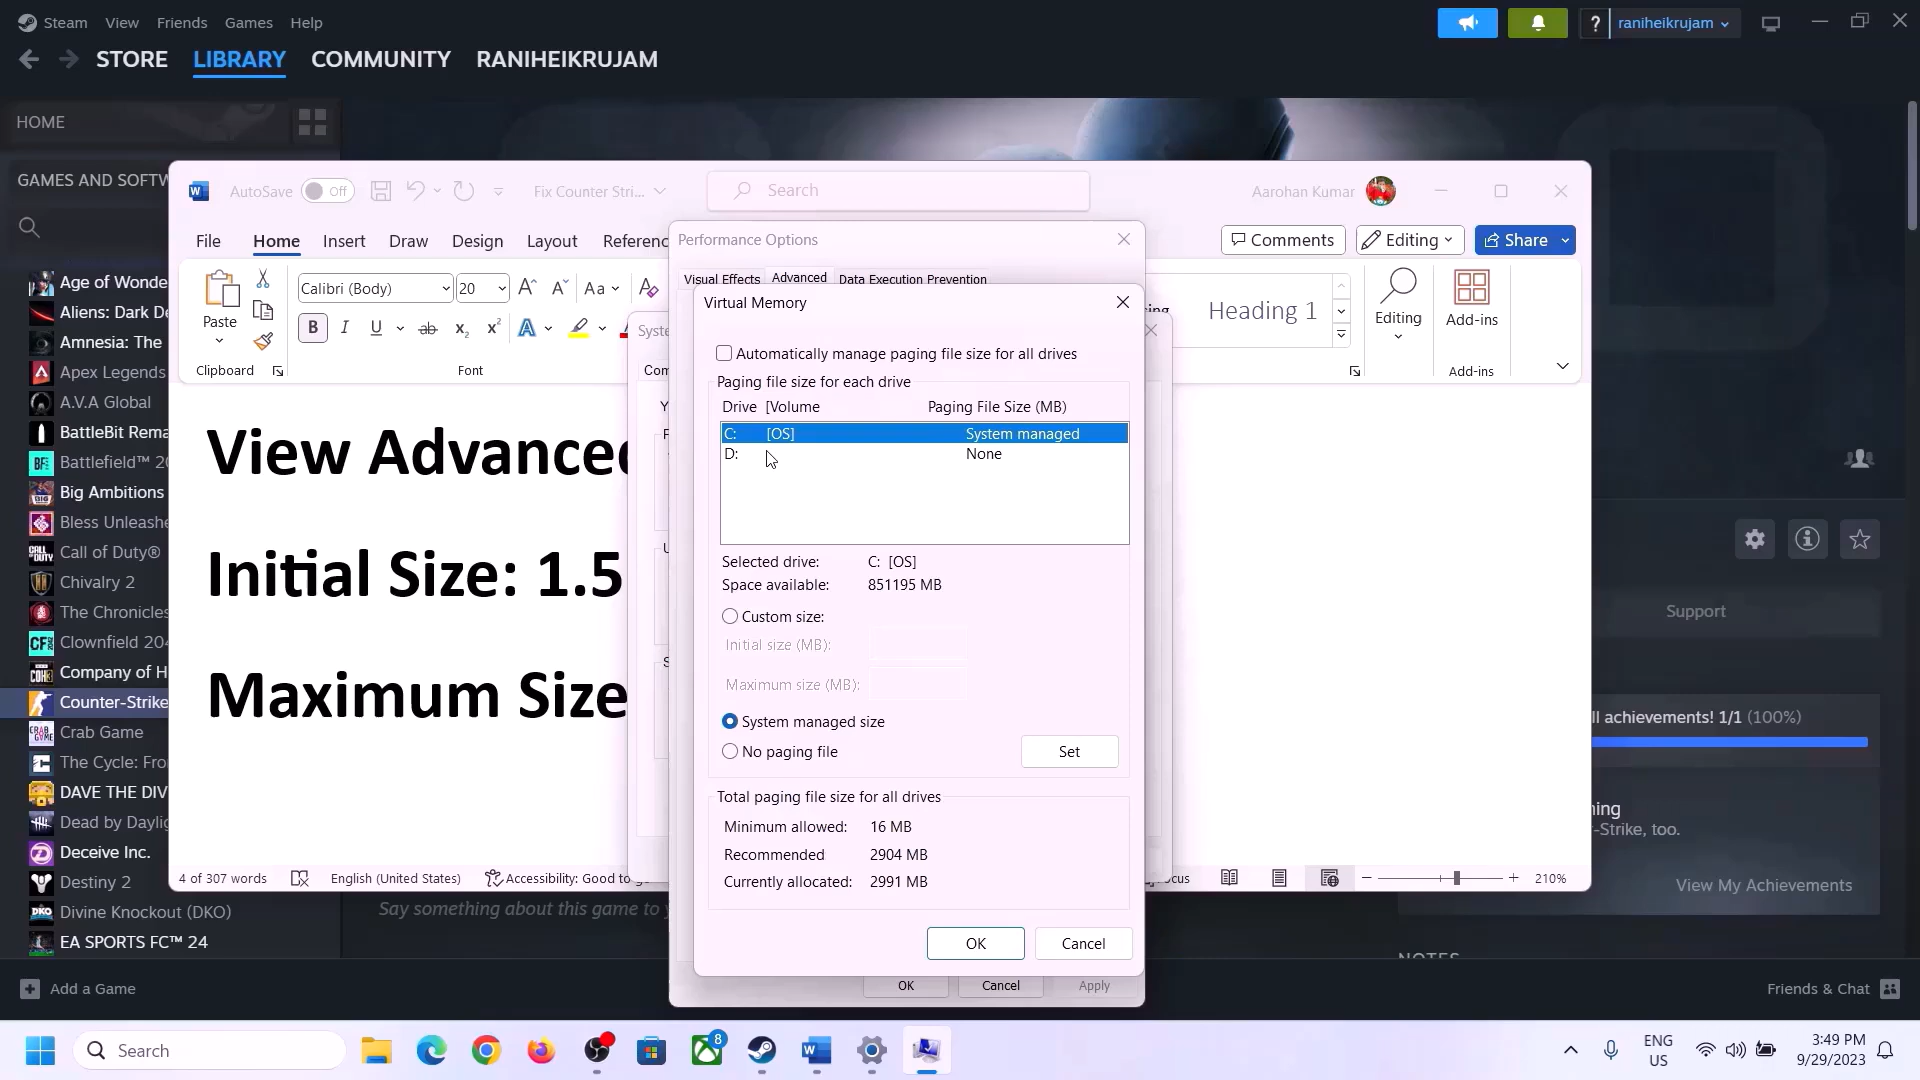 Steam View Friends Games Help
raniheikrujam
STORE LIBRARY COMMUNITY RANIHEIKRUJAM
HOME
GAMES AND SOFTW
Age of Wonde
Aliens: Dark De
Amnesia: The
Apex Legends
A.V.A Global
BattleBit Rema
Battlefield™ 20
Big Ambitions
Bless Unleashe
Call of Duty®
Chivalry 2
The Chronicles
Clownfield 204
Company of H
Counter-Strike
Crab Game
The Cycle: Fro
DAVE THE DIV
Dead by Daylig
Deceive Inc.
Destiny 2
Divine Knockout (DKO)
EA SPORTS FC™ 24
Add a Game
AutoSave Off
Fix Counter Stri...
Search
Aarohan Kumar
File Home Insert Draw Design Layout Referenc
Comments Editing Share
Paste
Calibri (Body) 20
Clipboard Font
Heading 1
Editing
Add-ins
Add-ins
View Advanced
Initial Size: 1.5
Maximum Size
4 of 307 words English (United States) Accessibility: Good to g
210%
Performance Options
Visual Effects Advanced Data Execution Prevention
Syste
Com
Virtual Memory
Automatically manage paging file size for all drives
Paging file size for each drive
Drive [Volume Paging File Size (MB)
C: [OS] System managed
D: None
Selected drive: C: [OS]
Space available: 851195 MB
Custom size:
Initial size (MB):
Maximum size (MB):
System managed size
No paging file
Set
Total paging file size for all drives
Minimum allowed: 16 MB
Recommended 2904 MB
Currently allocated: 2991 MB
OK Cancel
OK Cancel Apply
Support
ll achievements! 1/1 (100%)
-Strike, too.
View My Achievements
Say something about this game to y
Friends & Chat
Search
8
ENG
US
3:49 PM
9/29/2023